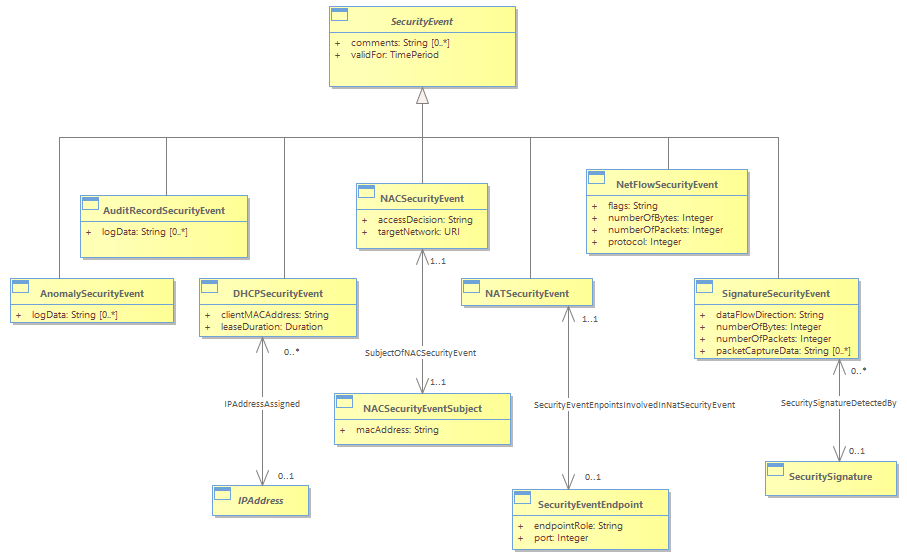 SecurityEvent
+ comments: String [0..*]
+ validFor: TimePeriod
AuditRecordSecurityEvent
+ logData: String [0..*]
NACSecurityEvent
+ accessDecision: String
+ targetNetwork: URI
NetFlowSecurityEvent
+ flags: String
+ numberOfBytes: Integer
+ numberOfPackets: Integer
+ protocol: Integer
AnomalySecurityEvent
+ logData: String [0..*]
DHCPSecurityEvent
+ clientMACAddress: String
+ leaseDuration: Duration
NATSecurityEvent
SignatureSecurityEvent
+ dataFlowDirection: String
+ numberOfBytes: Integer
+ numberOfPackets: Integer
+ packetCaptureData: String [0..*]
1..1
1..1
0..*
0..*
SubjectOfNACSecurityEvent
1..1
IPAddressAssigned
SecurityEventEnpointsInvolvedInNatSecurityEvent
SecuritySignatureDetectedBy
NACSecurityEventSubject
+ macAddress: String
0..1
0..1
0..1
IPAddress
SecurityEventEndpoint
+ endpointRole: String
+ port: Integer
SecuritySignature